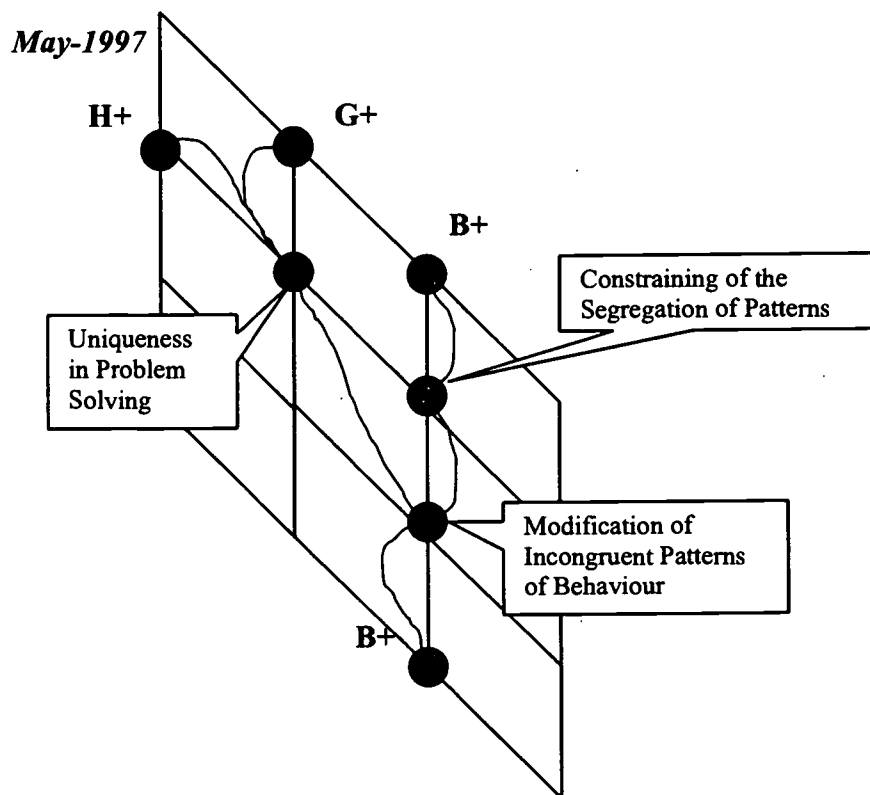 May-1997
H+
G+
B+
Constraining of the
Segregation of Patterns
Uniqueness
in Problem
Solving
Modification of
Incongruent Patterns
of Behaviour
B+